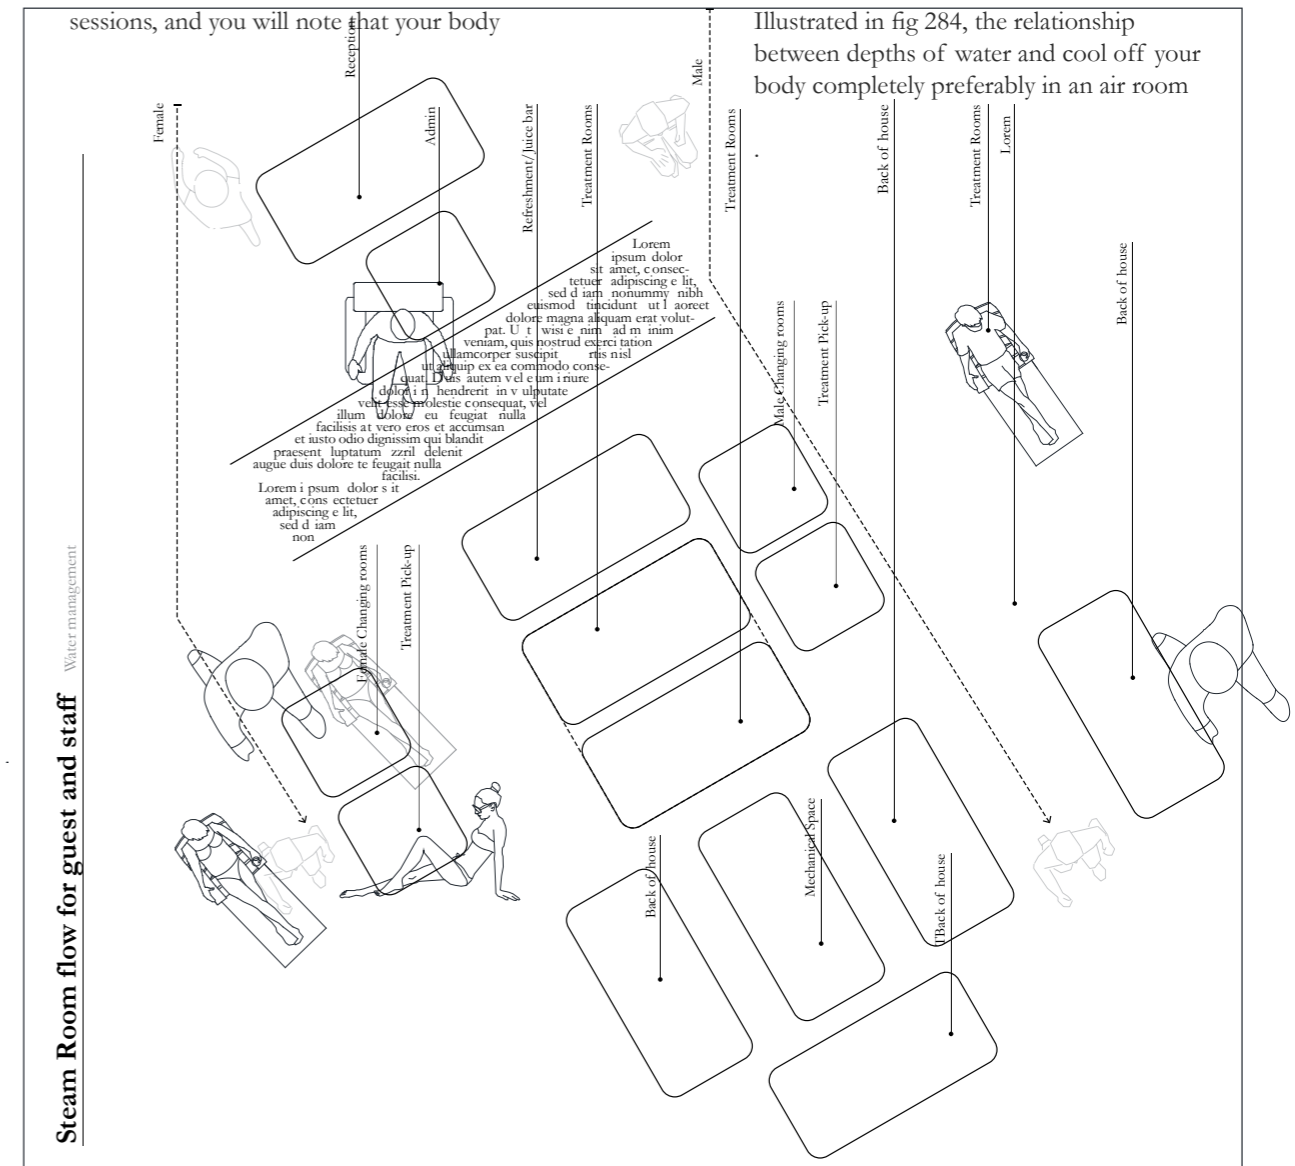 sessions, and you will note that your body
Illustrated in fig 284, the relationship
between depths of water and cool off your
body completely preferably in an air room
Reception
Female
Admin
Refreshment/Juice bar
Treatment Rooms
Male
Treatment Rooms
Back of house
Treatment Rooms
Lorem
Back of house
Male Changing rooms
Treatment Pick-up
Lorem
ipsum dolor
sit amet, consec-
tetuer adipiscing e lit,
sed d iam nonummy nibh
euismod tincidunt ut l aoreet
dolore magna aliquam erat volut-
pat. U t wisi e nim ad m inim
veniam, quis nostrud exerci tation
ullamcorper suscipit rtis nisl
ut aliquip ex ea commodo conse-
quat. Duis autem v el e um i riure
dolor i n hendrerit in v ulputate
velit esse molestie consequat, vel
illum dolore eu feugiat nulla
facilisis at vero eros et accumsan
et iusto odio dignissim qui blandit
praesent luptatum zzril delenit
augue duis dolore te feugait nulla
facilisi.
Lorem i psum dolor s it
amet, cons ectetuer
adipiscing e lit,
sed d iam
non
Female Changing rooms
Treatment Pick-up
Back of house
Mechanical Space
TBack of house
Steam Room flow for guest and staff Water management